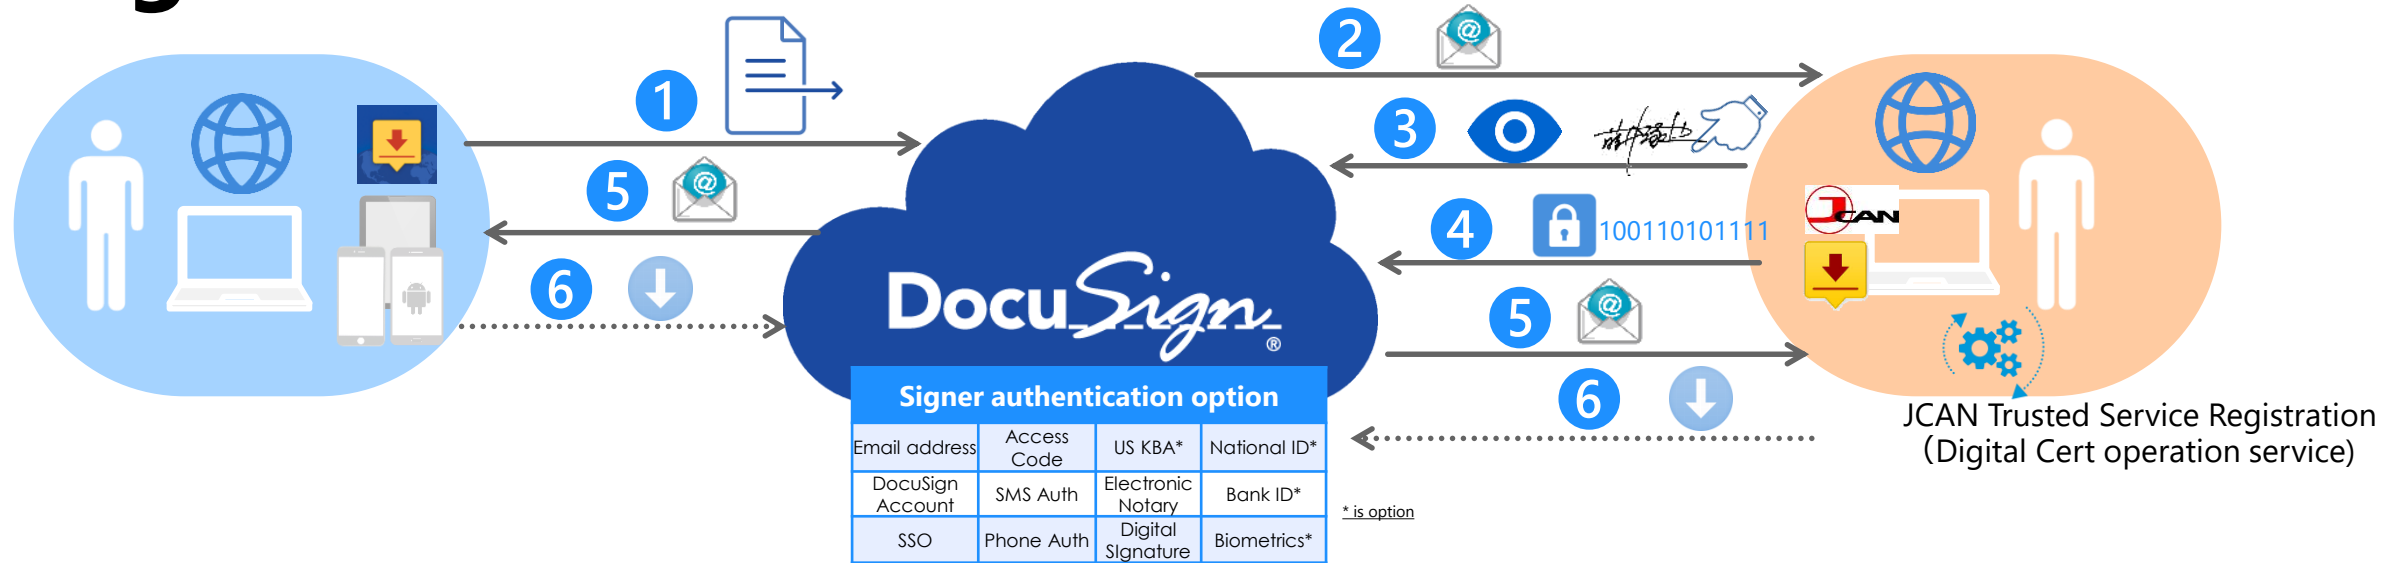 1
2
3
5
4
100110101111
JCAN
6
5
DocuSign®
6
Signer authentication option
Email address
Access
Code
US KBA*
National ID*
DocuSign
Account
SMS Auth
Electronic
Notary
Bank ID*
SSO
Phone Auth
Digital
SIgnature
Biometrics*
* is option
JCAN Trusted Service Registration
（Digital Cert operation service)